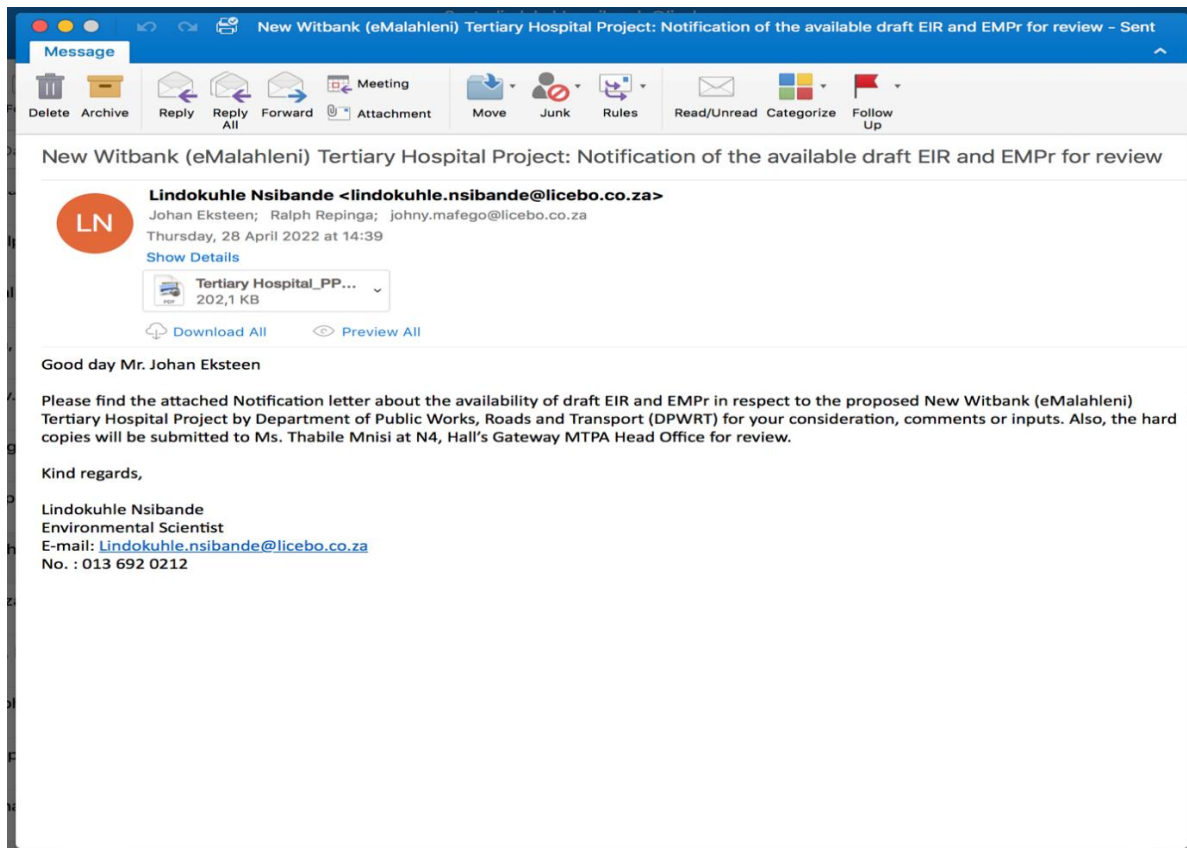 New Witbank (eMalahleni) Tertiary Hospital Project: Notification of the available draft EIR and EMPr for review – Sent
Message
Delete Archive Reply Reply All Forward Meeting Attachment Move Junk Rules Read/Unread Categorize Follow Up
New Witbank (eMalahleni) Tertiary Hospital Project: Notification of the available draft EIR and EMPr for review
LN
Lindokuhle Nsibande <lindokuhle.nsibande@licebo.co.za>
Johan Eksteen; Ralph Repinga; johny.mafego@licebo.co.za
Thursday, 28 April 2022 at 14:39
Show Details
Tertiary Hospital_PP...
PDF
202,1 KB
Download All Preview All
Good day Mr. Johan Eksteen
Please find the attached Notification letter about the availability of draft EIR and EMPr in respect to the proposed New Witbank (eMalahleni)
Tertiary Hospital Project by Department of Public Works, Roads and Transport (DPWRT) for your consideration, comments or inputs. Also, the hard
copies will be submitted to Ms. Thabile Mnisi at N4, Hall's Gateway MTPA Head Office for review.
Kind regards,
Lindokuhle Nsibande
Environmental Scientist
E-mail: Lindokuhle.nsibande@licebo.co.za
No. : 013 692 0212